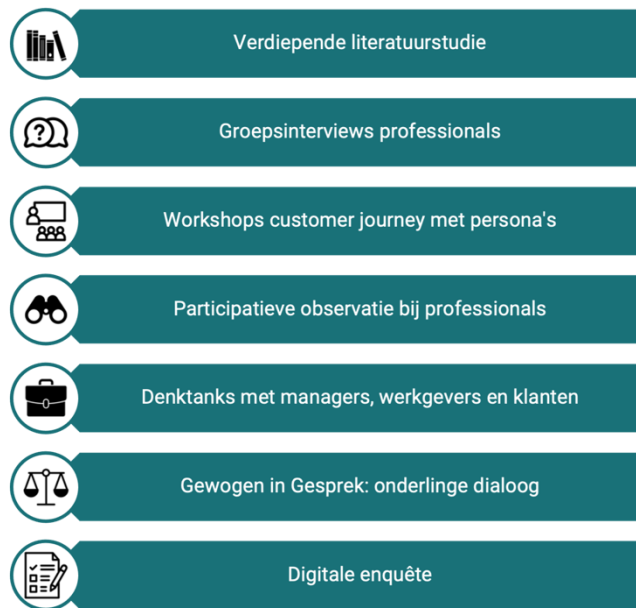 Verdiepende literatuurstudie
Groepsinterviews professionals
Workshops customer journey met persona's
Participatieve observatie bij professionals
Denktanks met managers, werkgevers en klanten
Gewogen in Gesprek: onderlinge dialoog
Digitale enquête